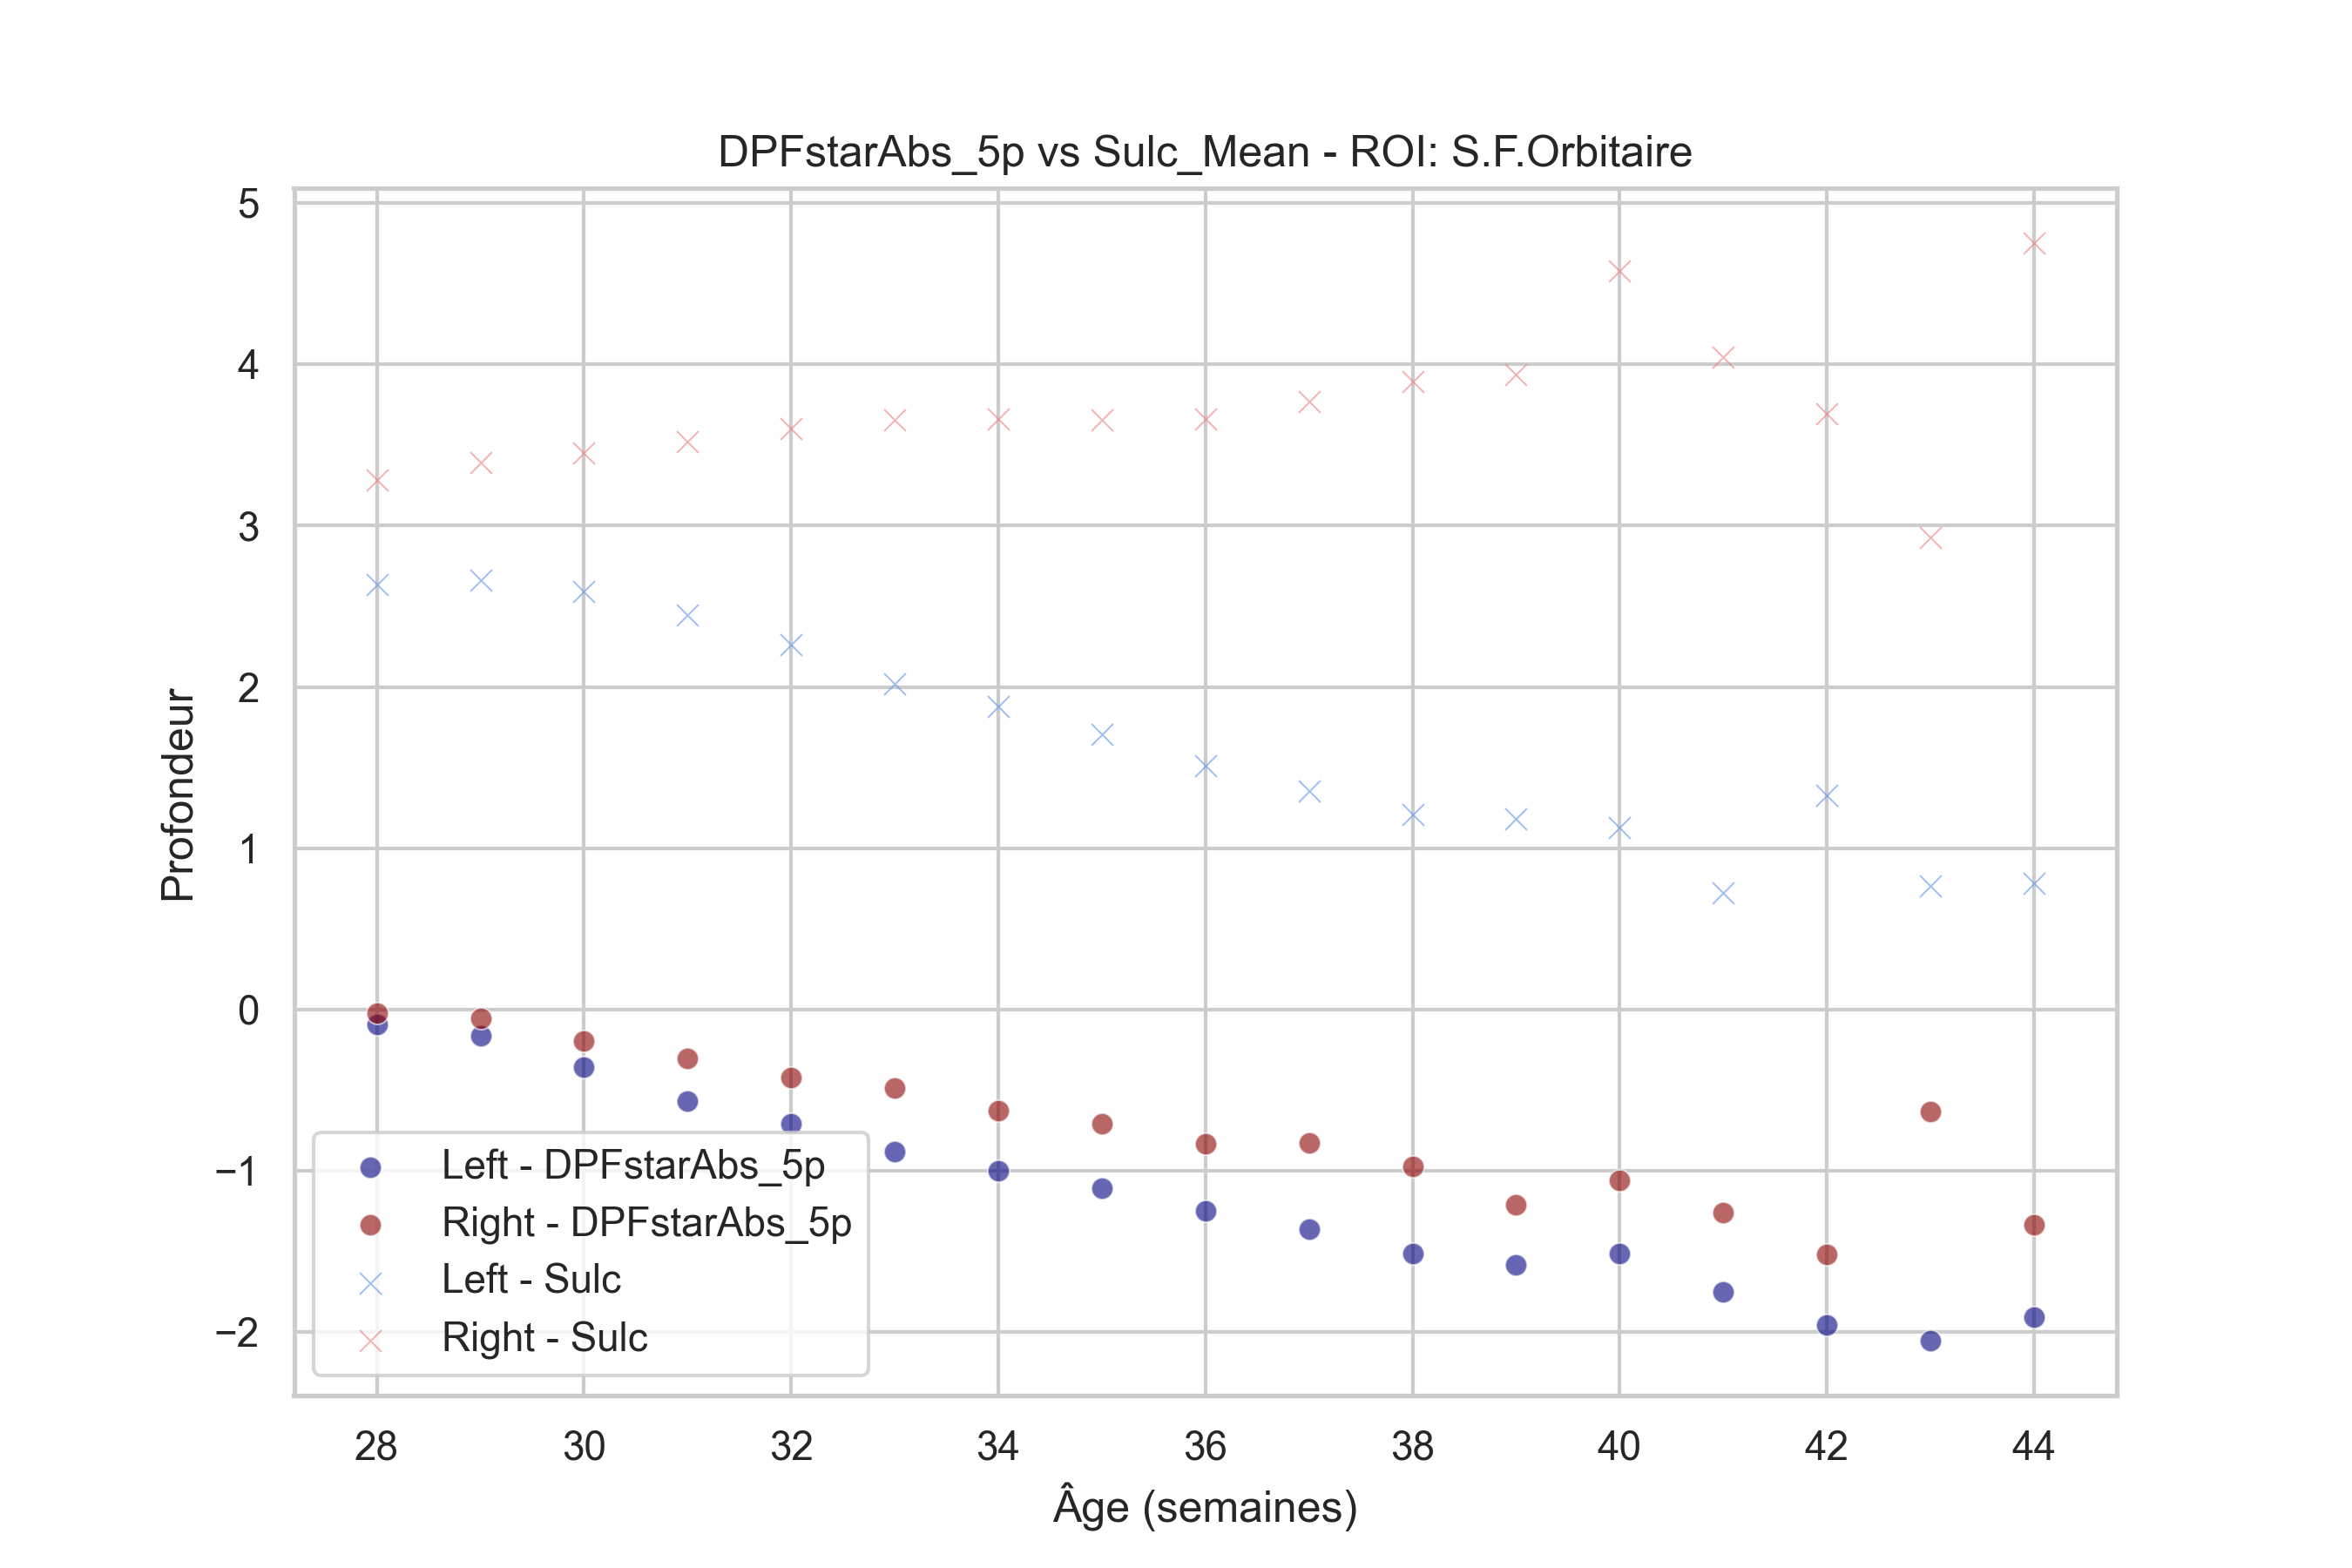 DPFstarAbs_5p vs Sulc_Mean - ROI: S.F.Orbitaire
5
4
3
2
1
0
−1
−2
Profondeur
Left - DPFstarAbs_5p
Right - DPFstarAbs_5p
Left - Sulc
Right - Sulc
28 30 32 34 36 38 40 42 44
Âge (semaines)